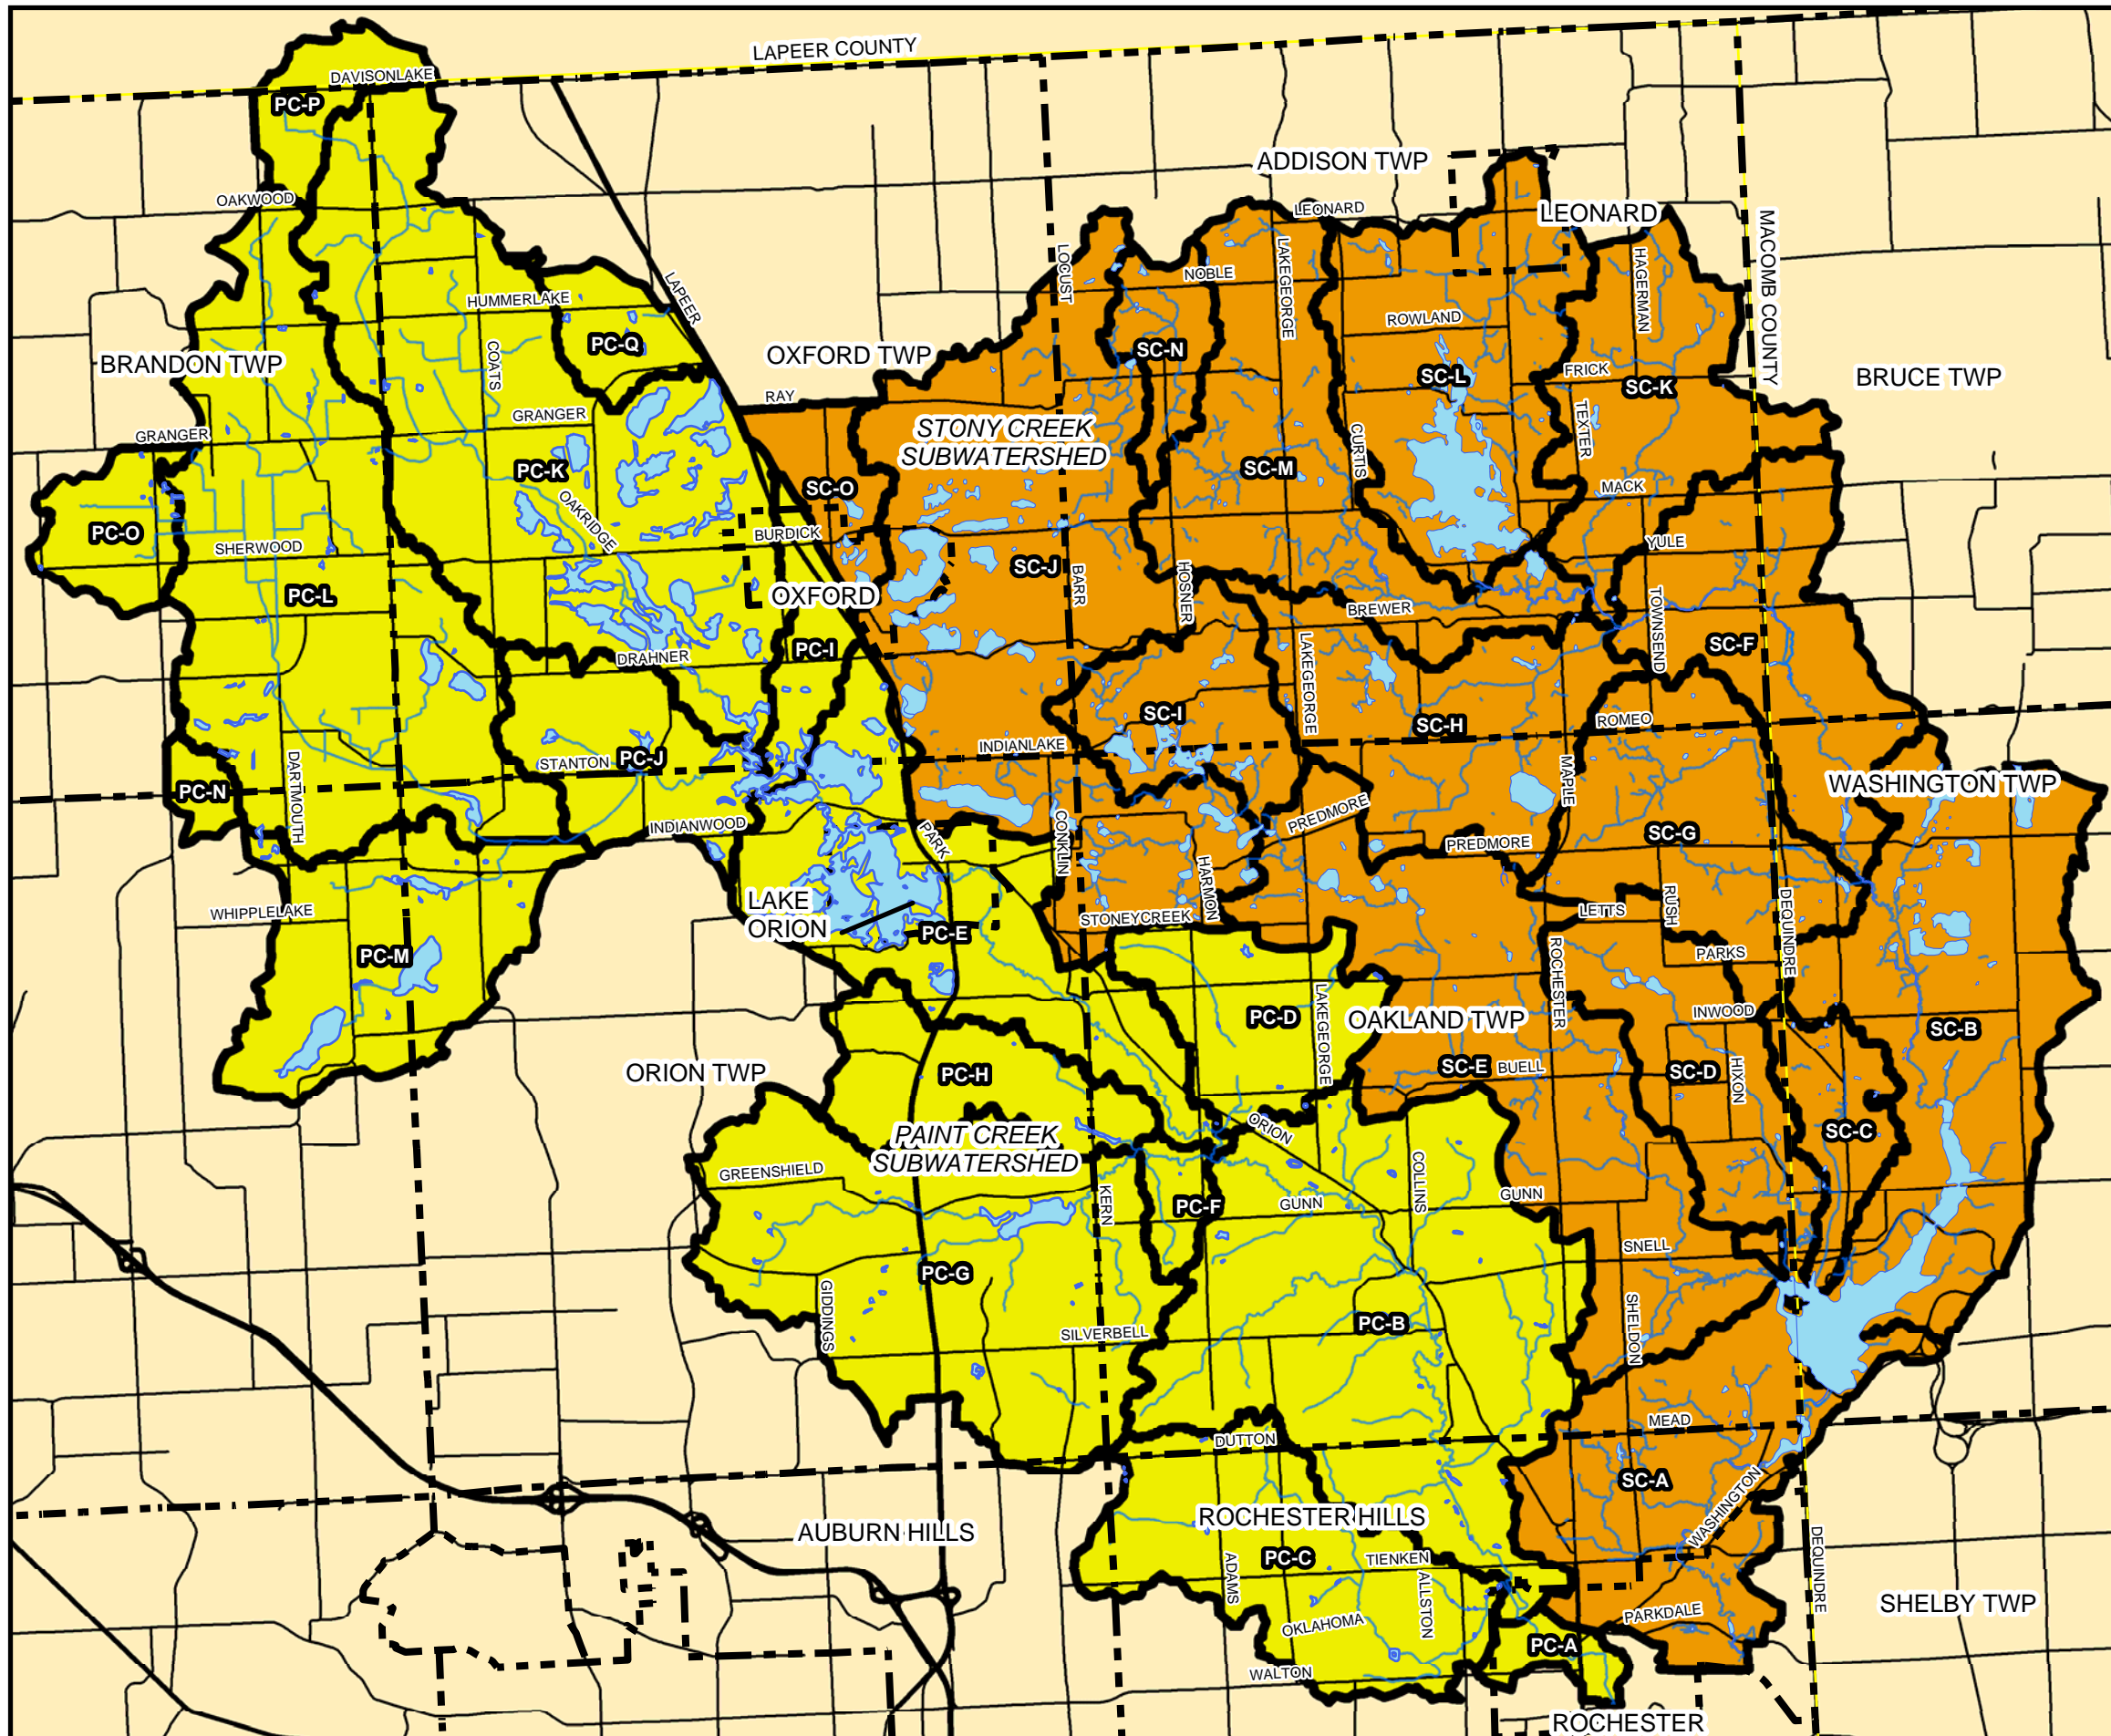 LAPEER COUNTY
DAVISONLAKE
PC-P
ADDISON TWP
OAKWOOD
LEONARD
LEONARD
MACOMB COUNTY
LOCUST
NOBLE
LAKEGEORGE
HAGERMAN
HUMMERLAKE
LAPEER
ROWLAND
PC-Q
SC-N
BRANDON TWP
COATS
OXFORD TWP
SC-L
FRICK
SC-K
BRUCE TWP
RAY
GRANGER
GRANGER
STONY CREEK
SUBWATERSHED
CURTIS
TEXTER
PC-K
SC-M
SC-O
MACK
OAKRIDGE
PC-O
BURDICK
SHERWOOD
YULE
SC-J
BARR
HOSNER
PC-L
OXFORD
BREWER
TOWNSEND
SC-F
PC-I
DRAHNER
LAKEGEORGE
SC-I
SC-H
ROMEO
INDIANLAKE
STANTON
PC-J
DARTMOUTH
PC-N
MAPLE
WASHINGTON TWP
INDIANWOOD
PARK
CONKLIN
PREDMORE
PREDMORE
SC-G
HARMON
LAKE
ORION
WHIPPLELAKE
STONEYCREEK
LETTS
RUSH
DEQUINDRE
PC-E
PC-M
PARKS
ROCHESTER
LAKEGEORGE
PC-D
OAKLAND TWP
INWOOD
SC-B
ORION TWP
PC-H
SC-E
BUELL
SC-D
HIXON
ORION
SC-C
PAINT CREEK
SUBWATERSHED
GREENSHIELD
COLLINS
KERN
PC-F
GUNN
GUNN
SNELL
PC-G
GIDDINGS
SHELDON
PC-B
SILVERBELL
MEAD
DUTTON
SC-A
WASHINGTON
ROCHESTER HILLS
AUBURN HILLS
PC-C
TIENKEN
ADAMS
ALLSTON
DEQUINDRE
SHELBY TWP
PARKDALE
OKLAHOMA
PC-A
WALTON
ROCHESTER